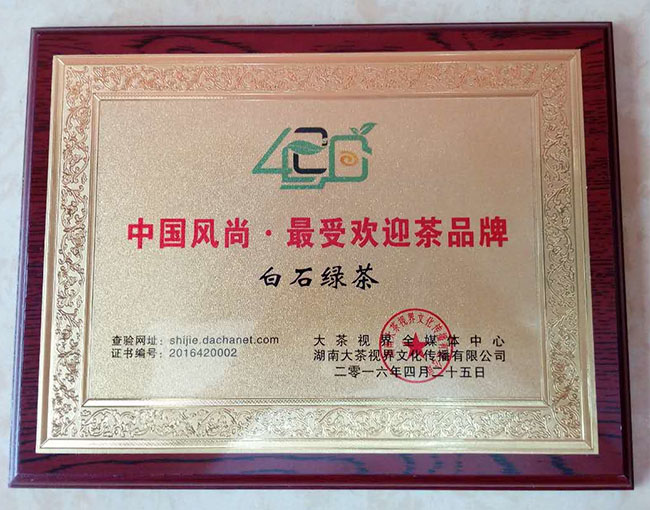 420
中国风尚·最受欢迎茶品牌
白石绿茶
查验网址：shijie.dachanet.com
证书编号：2016420002
大茶视界全媒体中心
湖南大茶视界文化传播有限公司
二零一六年四月二十五日